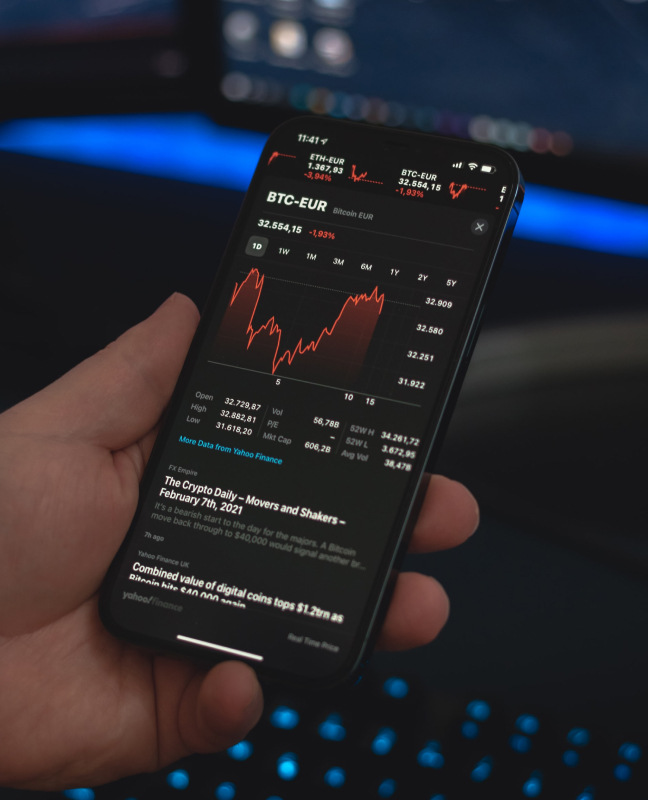 11:41
ETH-EUR
1.367,93
-3,94%
BTC-EUR
32.554,15
-1,93%
E
1
BTC-EUR Bitcoin EUR
32.554,15 -1,93%
1D 1W 1M 3M 6M 1Y 2Y 5Y
32.909
32.580
32.251
31.922
5 10 15
Open 32.729,87
High 32.882,81
Low 31.618,20
Vol 56,78B
P/E –
Mkt Cap 606,2B
52W H 34.261,72
52W L 3.672,95
Avg Vol 38,47B
More Data from Yahoo Finance
FX Empire
The Crypto Daily – Movers and Shakers –
February 7th, 2021
It's a bearish start to the day for the majors. A Bitcoin
move back through to $40,000 would signal another br...
7h ago
Yahoo Finance UK
Combined value of digital coins tops $1.2trn as
Bitcoin hits $40,000 again
yahoo/finance
Real Time Price